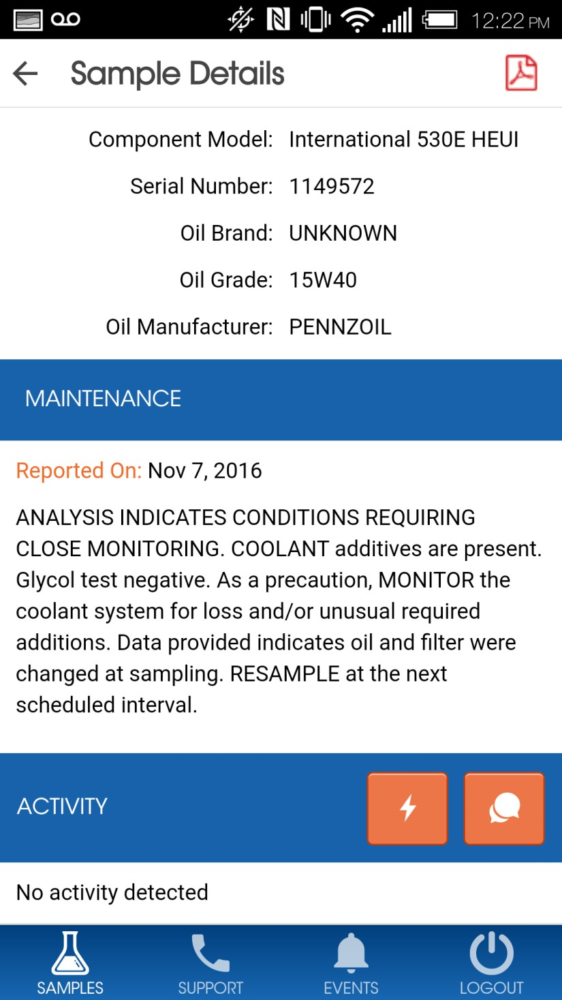 12:22 PM
Sample Details
Component Model: International 530E HEUI
Serial Number: 1149572
Oil Brand: UNKNOWN
Oil Grade: 15W40
Oil Manufacturer: PENNZOIL
MAINTENANCE
Reported On: Nov 7, 2016
ANALYSIS INDICATES CONDITIONS REQUIRING
CLOSE MONITORING. COOLANT additives are present.
Glycol test negative. As a precaution, MONITOR the
coolant system for loss and/or unusual required
additions. Data provided indicates oil and filter were
changed at sampling. RESAMPLE at the next
scheduled interval.
ACTIVITY
No activity detected
SAMPLES SUPPORT EVENTS LOGOUT